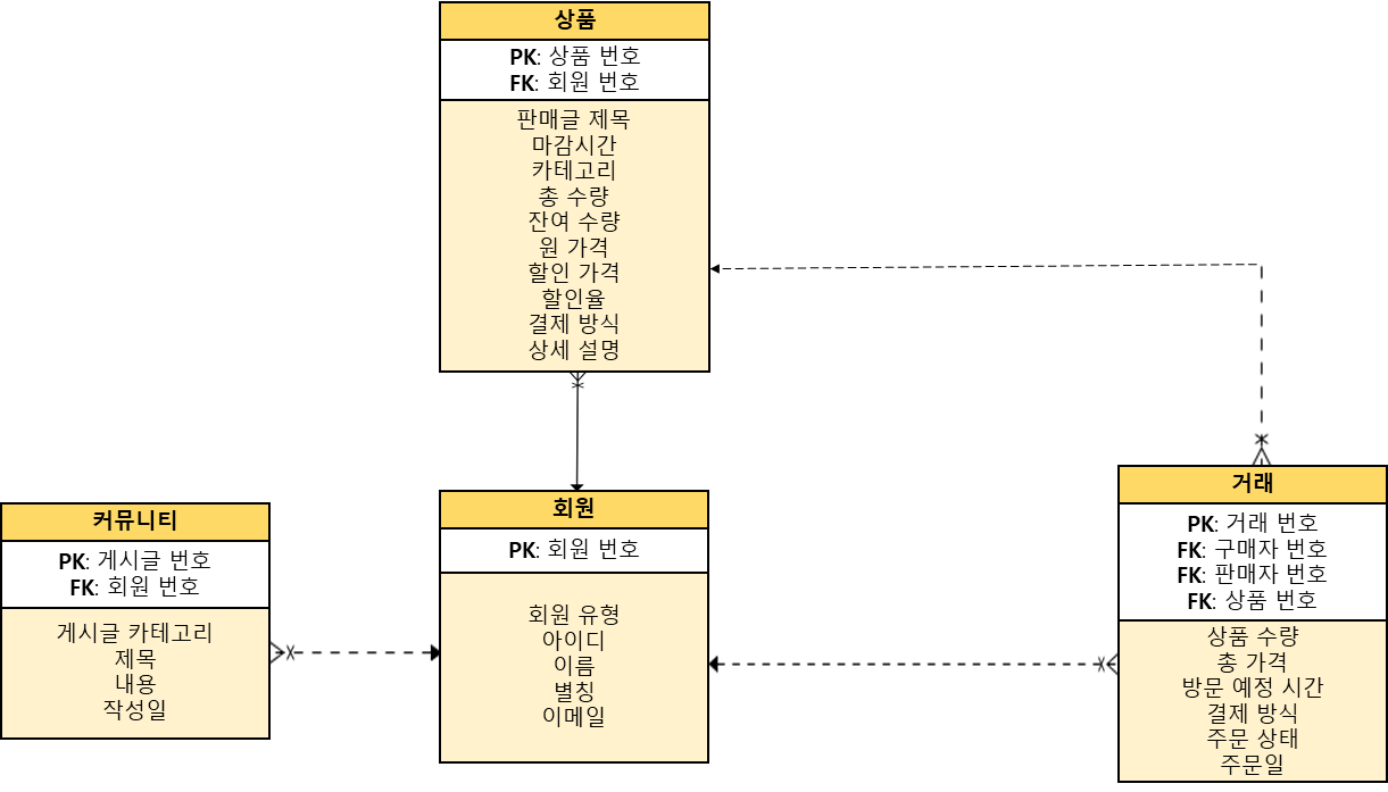 상품
PK: 상품 번호
FK: 회원 번호
판매글 제목
마감시간
카테고리
총 수량
잔여 수량
원 가격
할인 가격
할인율
결제 방식
상세 설명
커뮤니티
PK: 게시글 번호
FK: 회원 번호
게시글 카테고리
제목
내용
작성일
회원
PK: 회원 번호
회원 유형
아이디
이름
별칭
이메일
거래
PK: 거래 번호
FK: 구매자 번호
FK: 판매자 번호
FK: 상품 번호
상품 수량
총 가격
방문 예정 시간
결제 방식
주문 상태
주문일